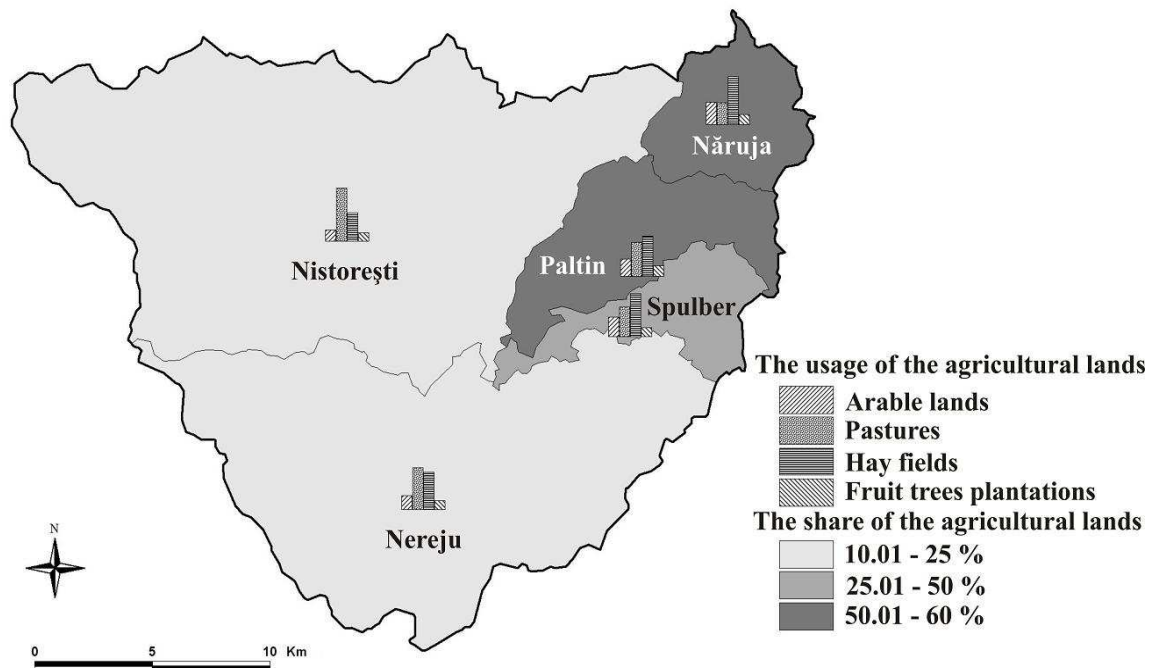 Năruja
Nistoreşti
Paltin
Spulber
Nereju
The usage of the agricultural lands
Arable lands
Pastures
Hay fields
Fruit trees plantations
The share of the agricultural lands
10.01 - 25 %
25.01 - 50 %
50.01 - 60 %
N
0 5 10 Km